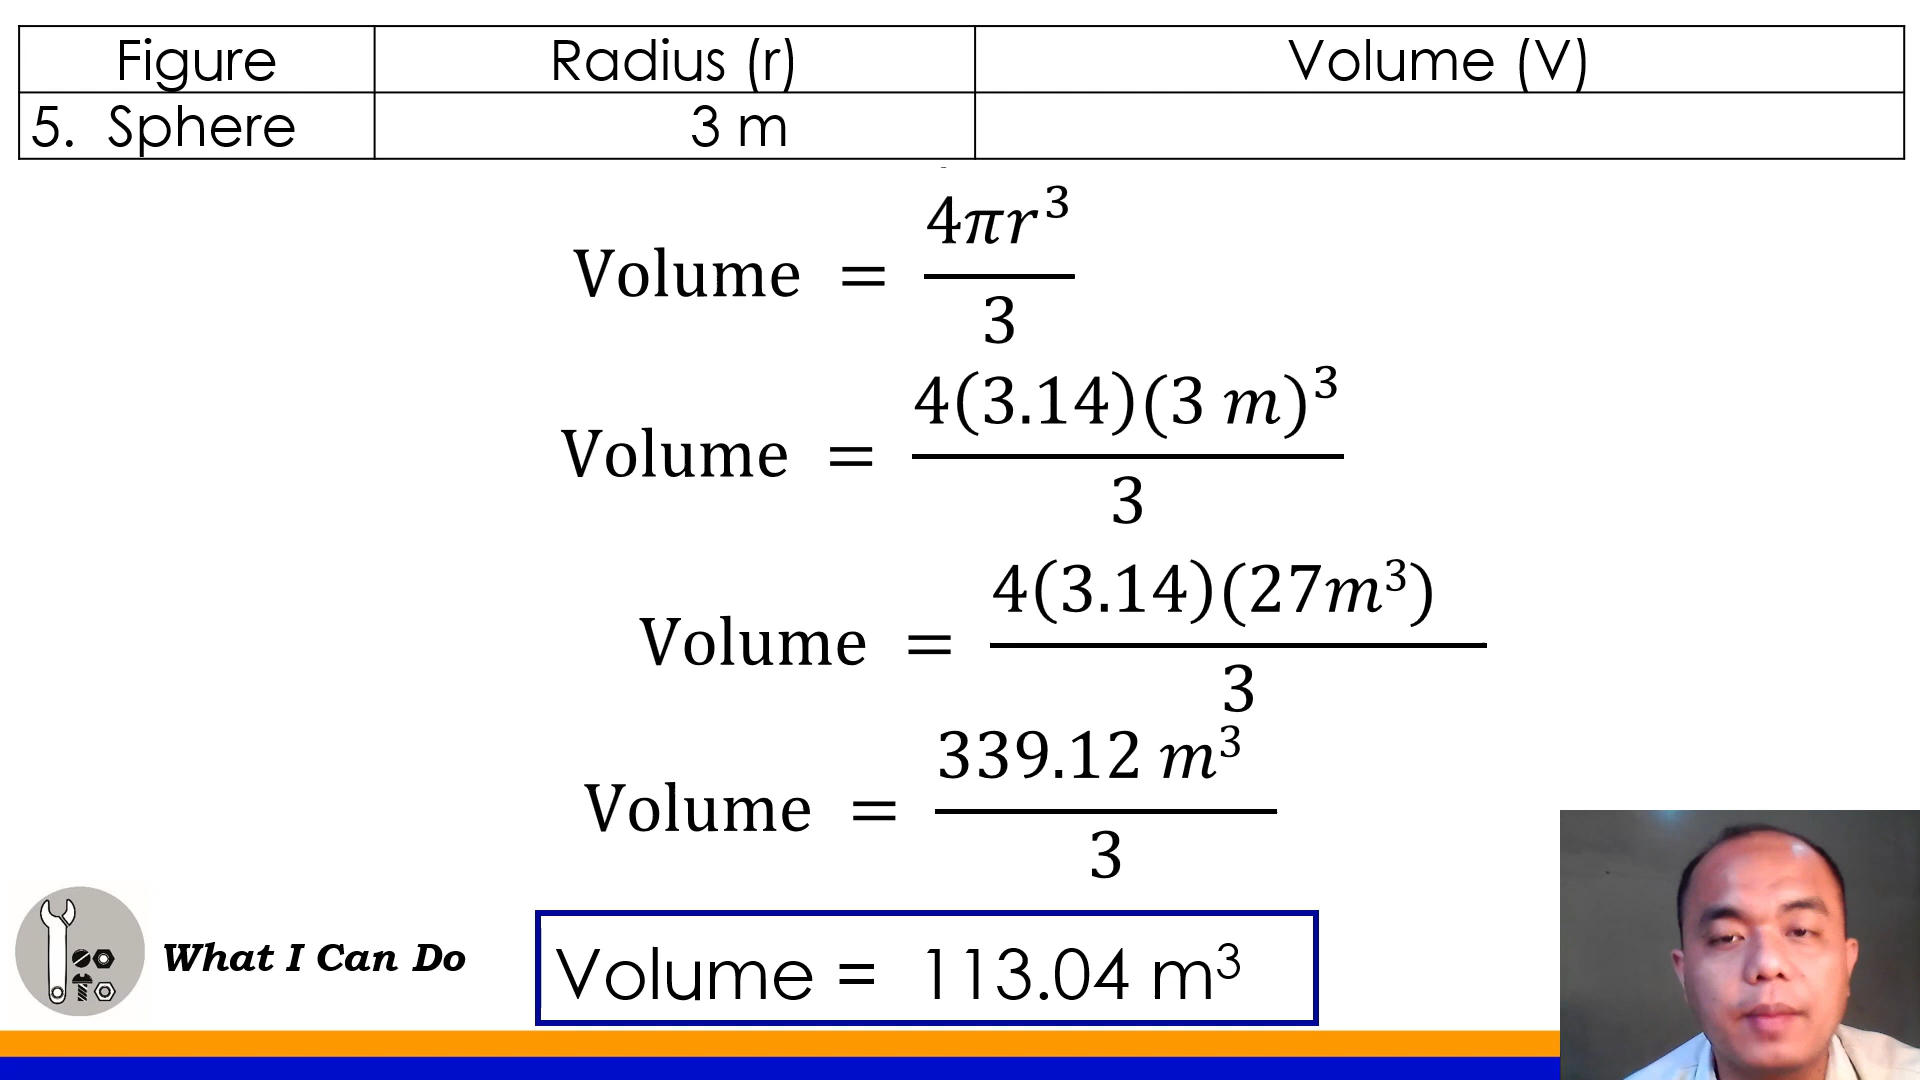 Figure Radius (r) Volume (V)
5. Sphere 3 m
Volume = 4πr³
3
Volume = 4(3.14)(3 m)³
3
Volume = 4(3.14)(27m³)
3
Volume = 339.12 m³
3
What I Can Do
Volume = 113.04 m³